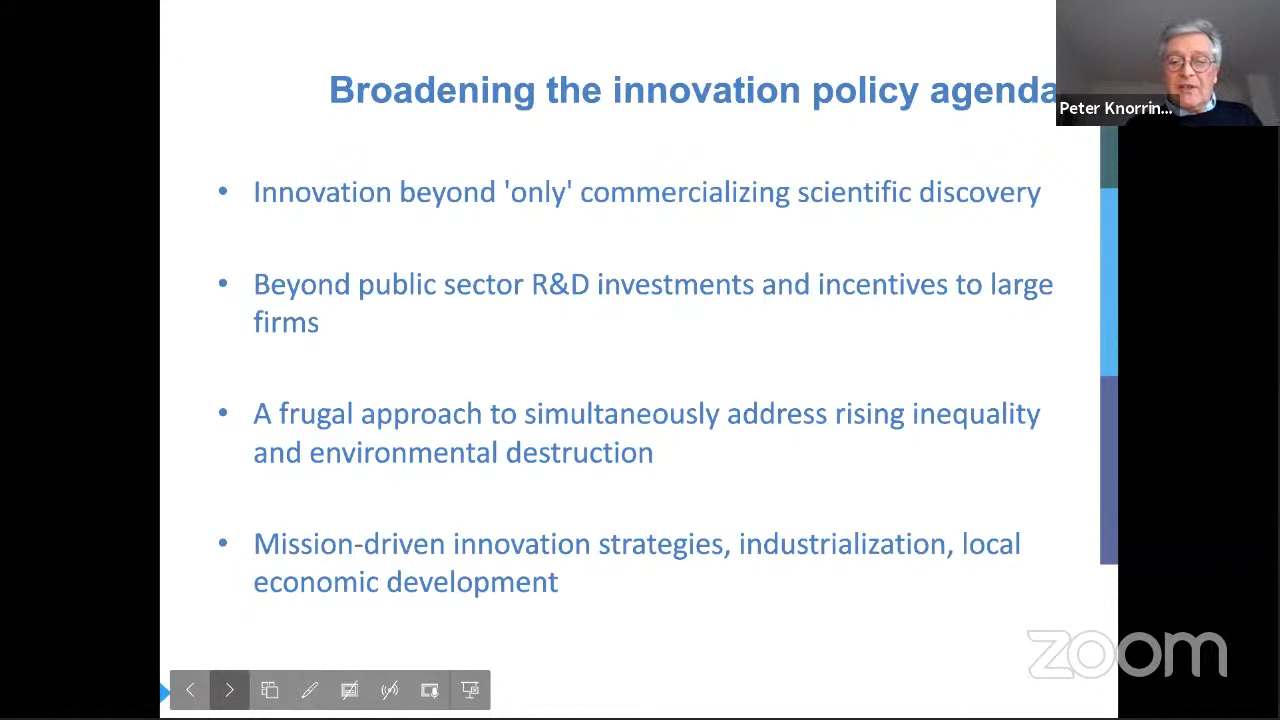 Broadening the innovation policy agenda
Peter Knorrin...
• Innovation beyond 'only' commercializing scientific discovery
• Beyond public sector R&D investments and incentives to large
firms
• A frugal approach to simultaneously address rising inequality
and environmental destruction
• Mission-driven innovation strategies, industrialization, local
economic development
zoom